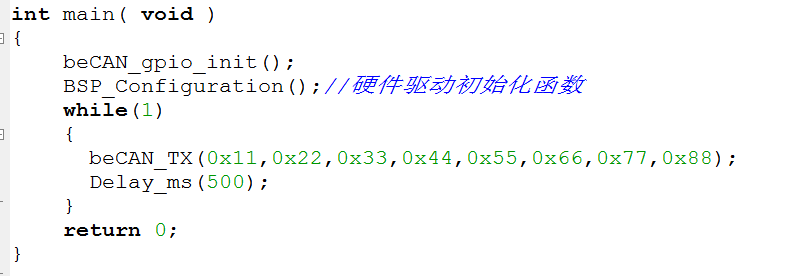 int main( void )
{
    beCAN_gpio_init();
    BSP_Configuration();//硬件驱动初始化函数
    while(1)
    {
      beCAN_TX(0x11,0x22,0x33,0x44,0x55,0x66,0x77,0x88);
      Delay_ms(500);
    }
    return 0;
}